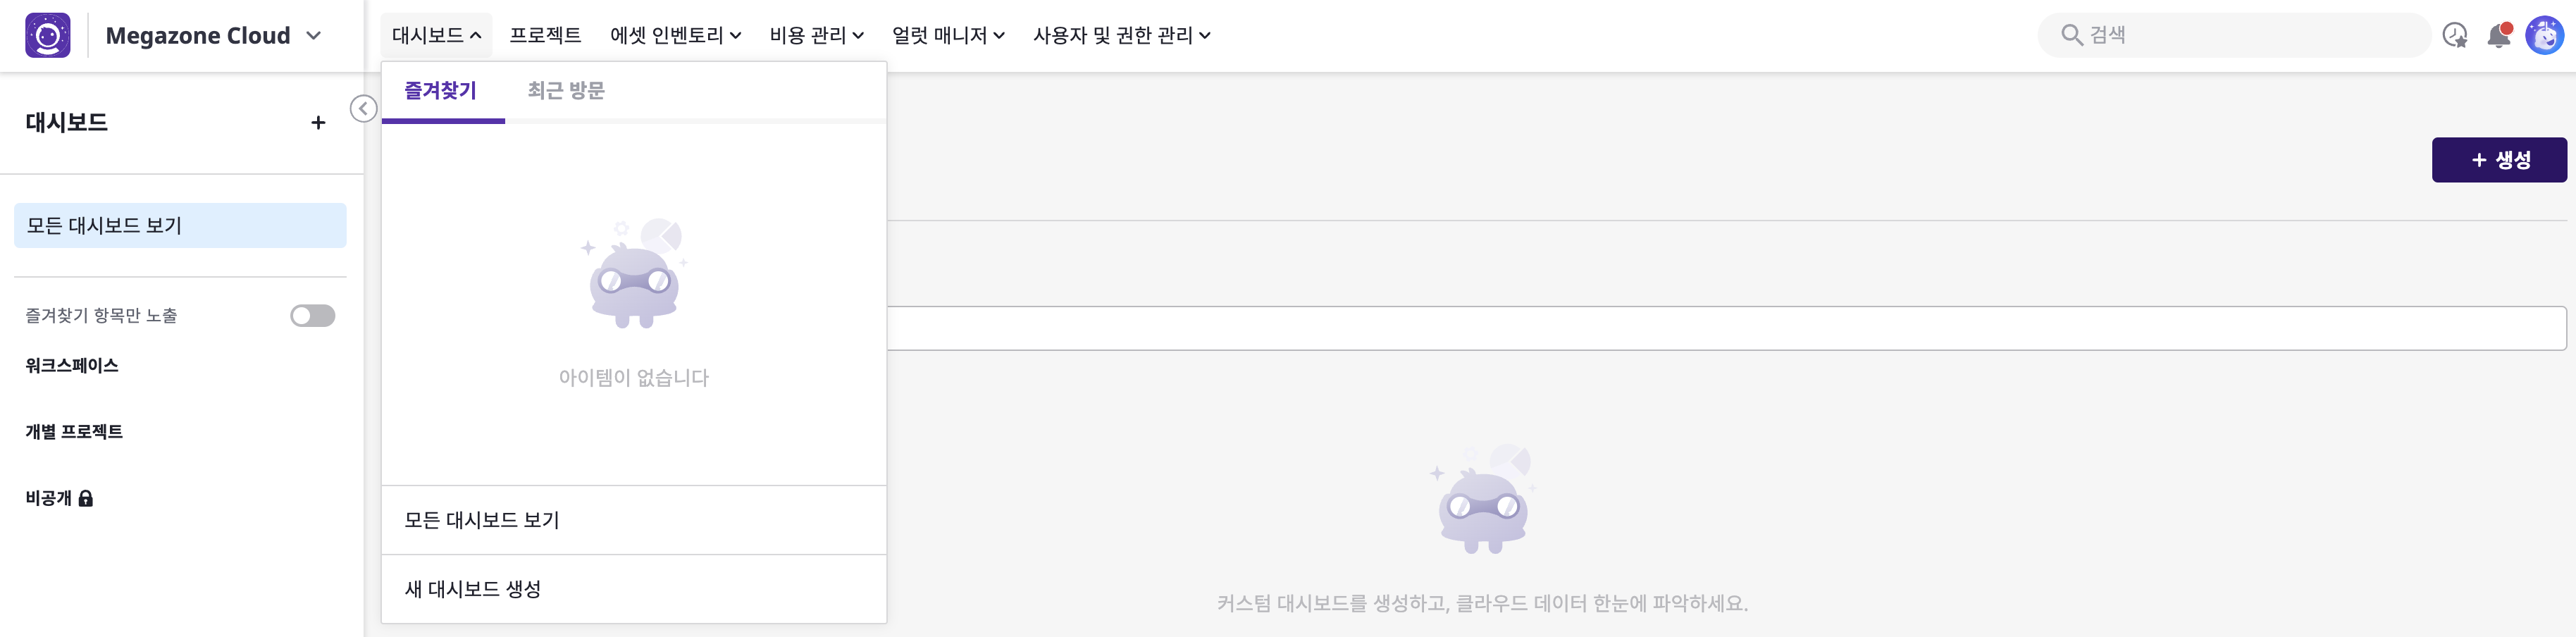 Megazone Cloud
대시보드
프로젝트
에셋 인벤토리
비용 관리
얼럿 매니저
사용자 및 권한 관리
검색
대시보드
+
모든 대시보드 보기
즐겨찾기 항목만 노출
워크스페이스
개별 프로젝트
비공개
즐겨찾기
최근 방문
아이템이 없습니다
모든 대시보드 보기
새 대시보드 생성
+ 생성
커스텀 대시보드를 생성하고, 클라우드 데이터 한눈에 파악하세요.